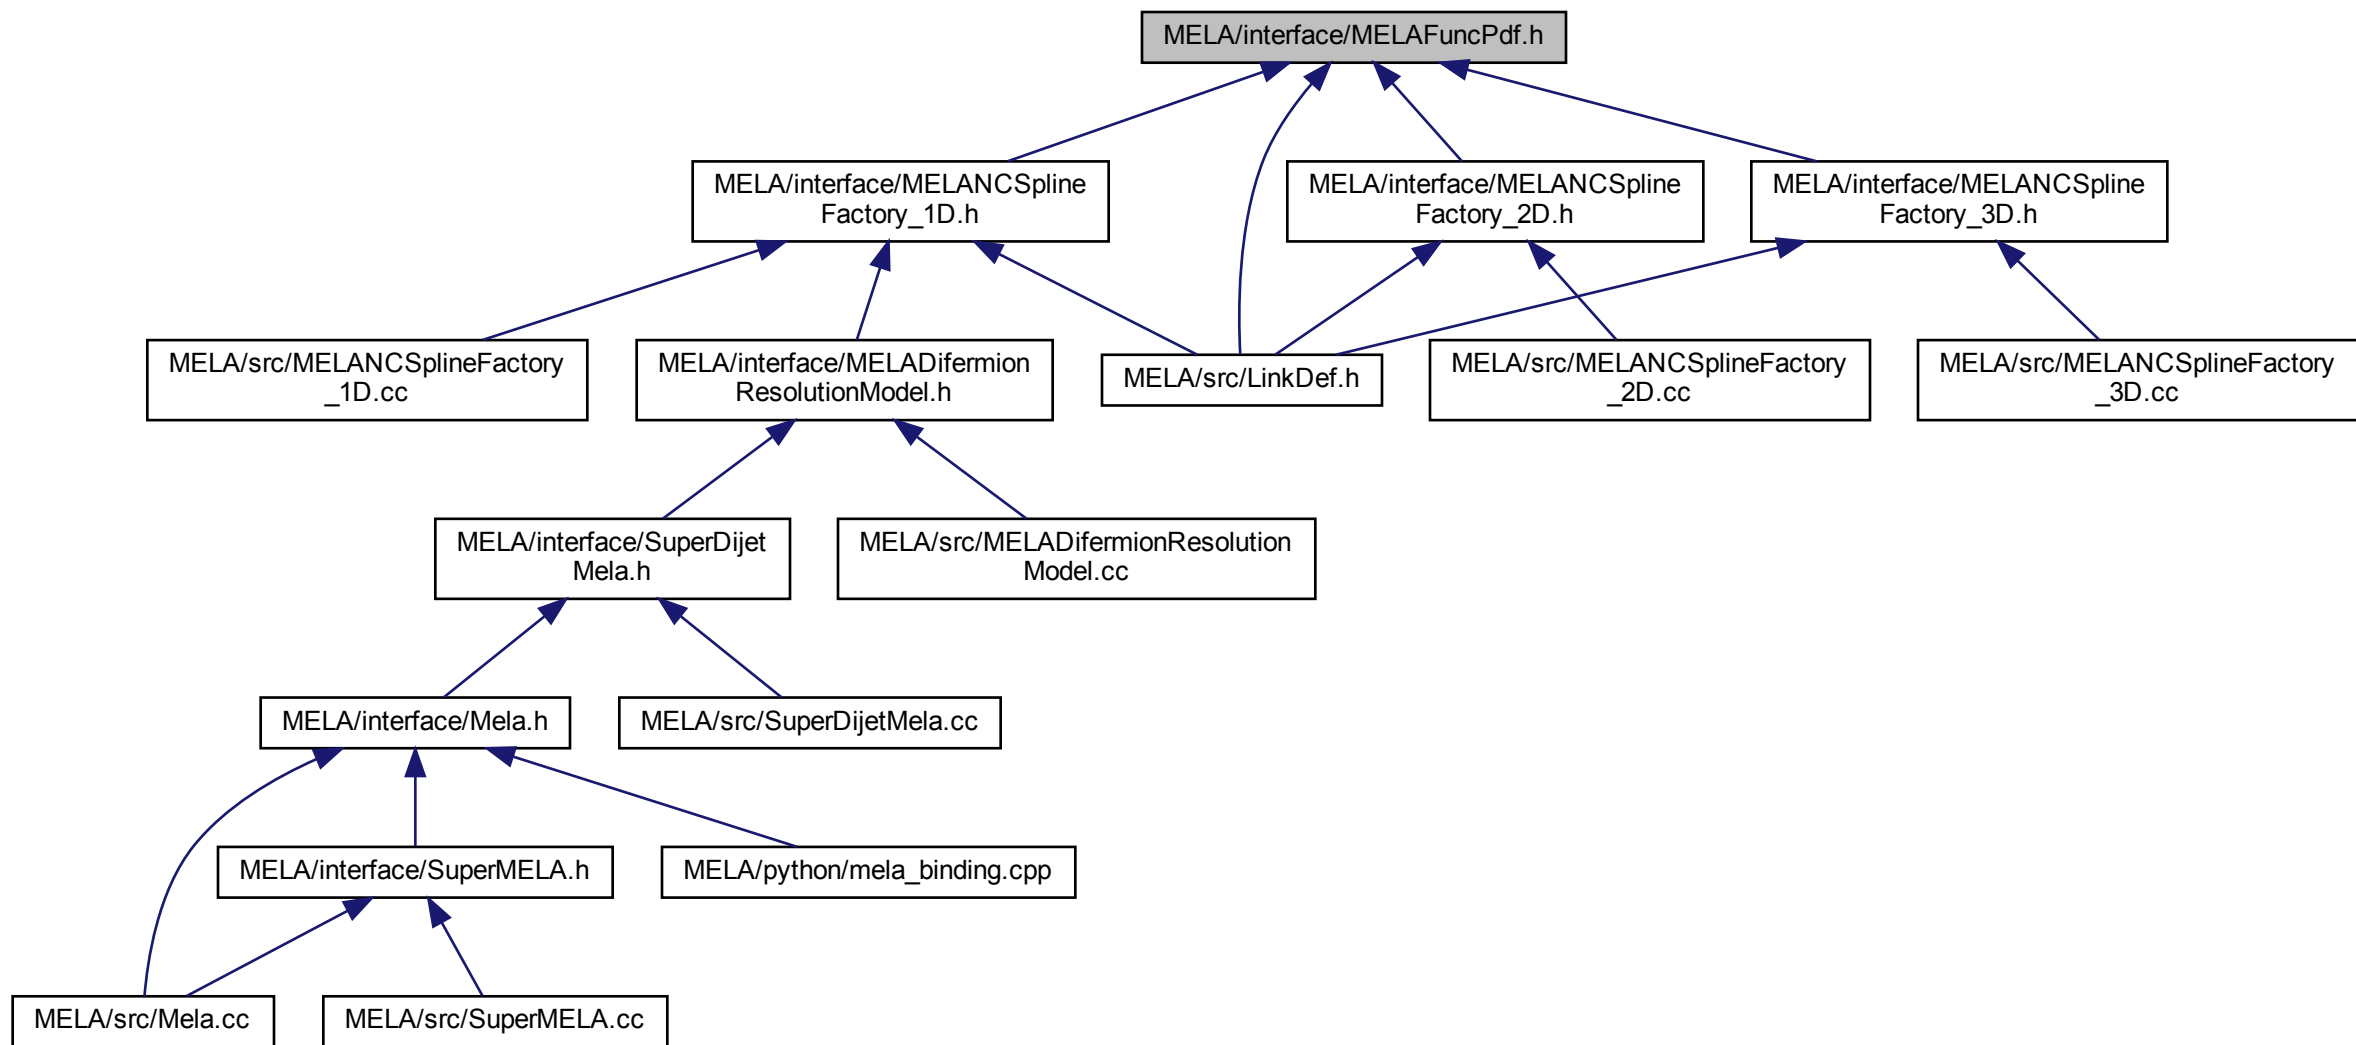 MELA/interface/MELAFuncPdf.h
MELA/interface/MELANCSpline
Factory_1D.h
MELA/interface/MELANCSpline
Factory_2D.h
MELA/interface/MELANCSpline
Factory_3D.h
MELA/src/MELANCSplineFactory
_1D.cc
MELA/interface/MELADifermion
ResolutionModel.h
MELA/src/LinkDef.h
MELA/src/MELANCSplineFactory
_2D.cc
MELA/src/MELANCSplineFactory
_3D.cc
MELA/interface/SuperDijet
Mela.h
MELA/src/MELADifermionResolution
Model.cc
MELA/interface/Mela.h
MELA/src/SuperDijetMela.cc
MELA/interface/SuperMELA.h
MELA/python/mela_binding.cpp
MELA/src/Mela.cc
MELA/src/SuperMELA.cc